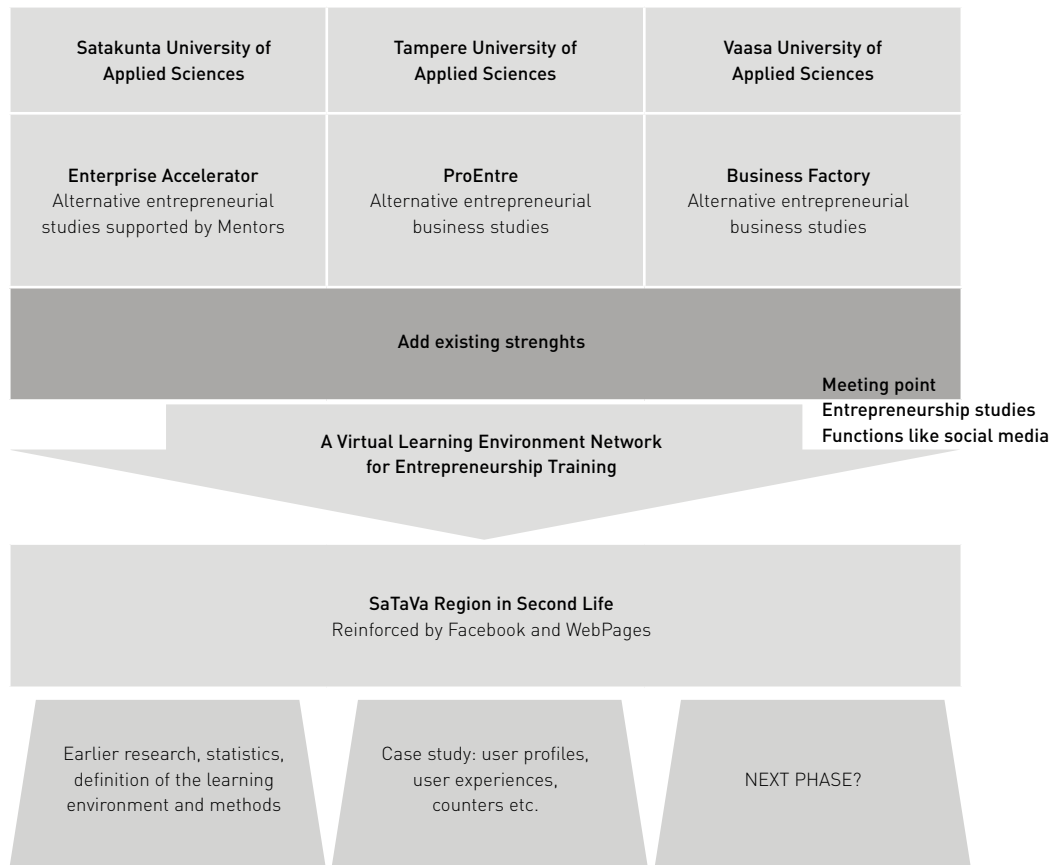 Satakunta University of
Applied Sciences
Tampere University of
Applied Sciences
Vaasa University of
Applied Sciences
Enterprise Accelerator
Alternative entrepreneurial
studies supported by Mentors
ProEntre
Alternative entrepreneurial
business studies
Business Factory
Alternative entrepreneurial
business studies
Add existing strenghts
Meeting point
Entrepreneurship studies
Functions like social media
A Virtual Learning Environment Network
for Entrepreneurship Training
SaTaVa Region in Second Life
Reinforced by Facebook and WebPages
Earlier research, statistics,
definition of the learning
environment and methods
Case study: user profiles,
user experiences,
counters etc.
NEXT PHASE?